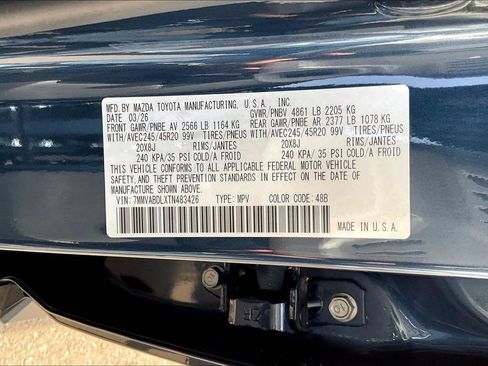 MFD. BY MAZDA TOYOTA MANUFACTURING, U.S.A., INC.
DATE 03/26 GVWR/PNBV 4861 LB 2205 KG
FRONT GAWR/PNBE AV 2566 LB 1164 KG REAR GAWR/PNBE AR 2377 LB 1078 KG
WITH/AVEC245/45R20 99V TIRES/PNEUS WITH/AVEC245/45R20 99V TIRES/PNEUS
20X8J RIMS/JANTES 20X8J RIMS/JANTES
240 KPA/35 PSI COLD/A FROID 240 KPA/35 PSI COLD/A FROID
THIS VEHICLE CONFORMS TO ALL APPLICABLE FEDERAL MOTOR VEHICLE
SAFETY, AND THEFT PREVENTION STANDARDS IN EFFECT ON THE DATE OF
MANUFACTURE SHOWN ABOVE.
VIN: 7MMVABDLXTN483426 TYPE: MPV COLOR CODE: 48B
MADE IN U.S.A.